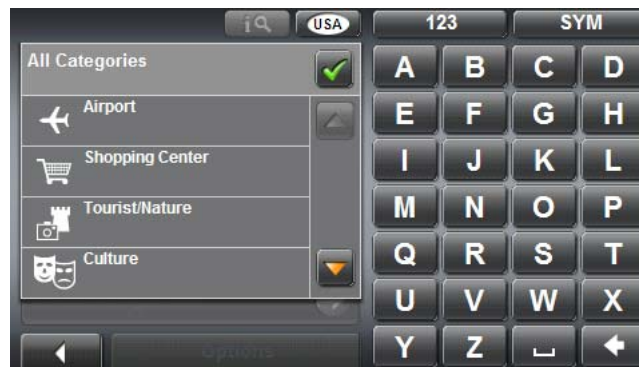 USA
123
SYM
All Categories
Airport
Shopping Center
Tourist/Nature
Culture
Options
A B C D
E F G H
I J K L
M N O P
Q R S T
U V W X
Y Z